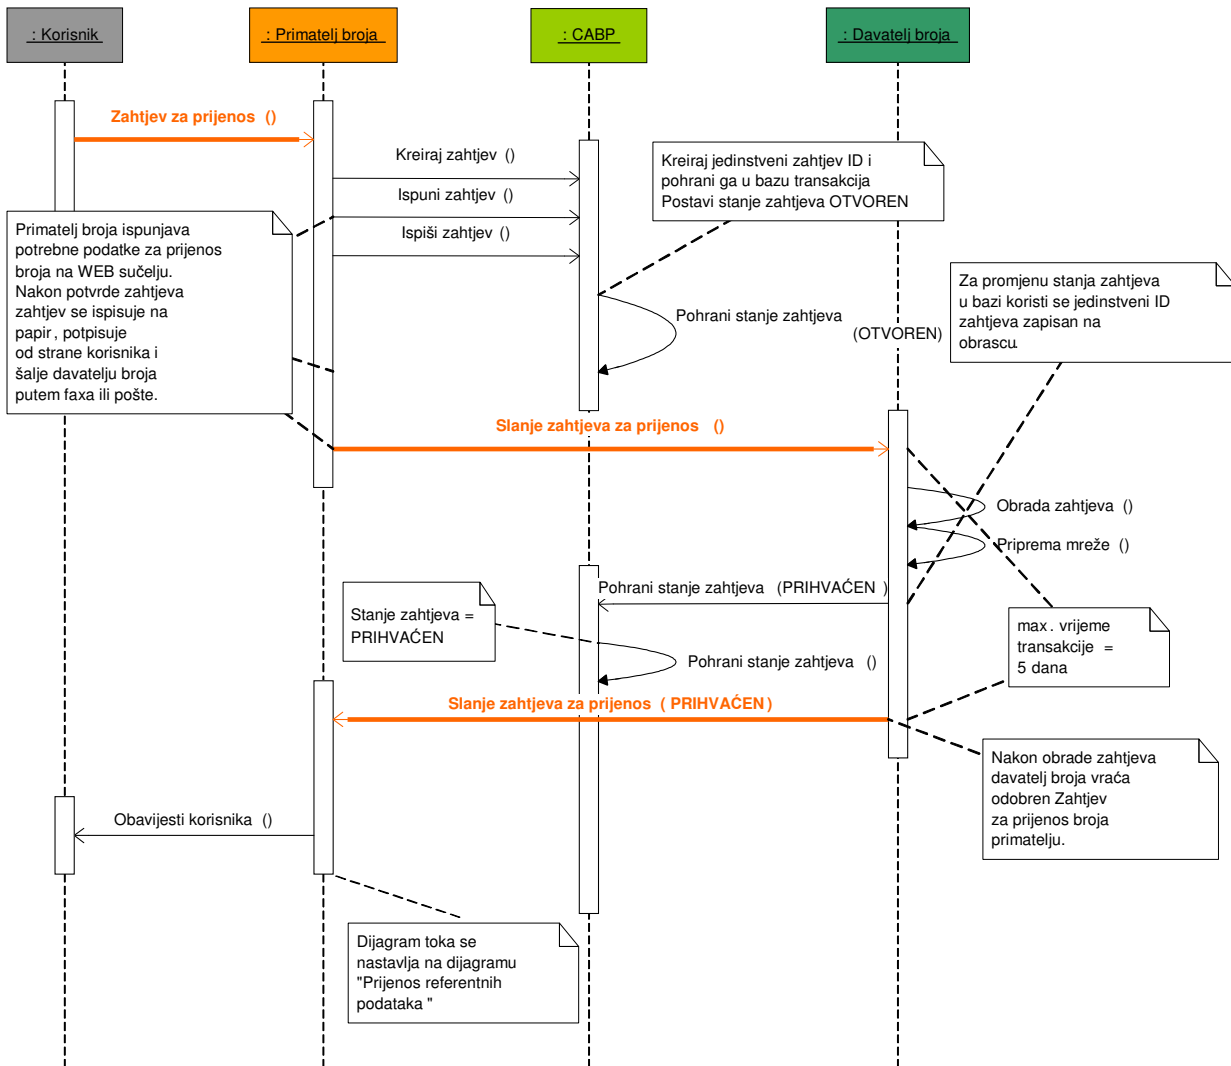 : Korisnik
: Primatelj broja
: CABP
: Davatelj broja
Zahtjev za prijenos ()
Kreiraj zahtjev ()
Ispuni zahtjev ()
Ispiši zahtjev ()
Kreiraj jedinstveni zahtjev ID i
pohrani ga u bazu transakcija
Postavi stanje zahtjeva OTVOREN
Primatelj broja ispunjava
potrebne podatke za prijenos
broja na WEB sučelju.
Nakon potvrde zahtjeva
zahtjev se ispisuje na
papir, potpisuje
od strane korisnika i
šalje davatelju broja
putem faxa ili pošte.
Za promjenu stanja zahtjeva
u bazi koristi se jedinstveni ID
zahtjeva zapisan na
obrascu.
Pohrani stanje zahtjeva
(OTVOREN)
Slanje zahtjeva za prijenos ()
Obrada zahtjeva ()
Priprema mreže ()
Pohrani stanje zahtjeva (PRIHVAĆEN )
Stanje zahtjeva =
PRIHVAĆEN
max. vrijeme
transakcije =
5 dana
Pohrani stanje zahtjeva ()
Slanje zahtjeva za prijenos ( PRIHVAĆEN )
Nakon obrade zahtjeva
davatelj broja vraća
odobren Zahtjev
za prijenos broja
primatelju.
Obavijesti korisnika ()
Dijagram toka se
nastavlja na dijagramu
"Prijenos referentnih
podataka "